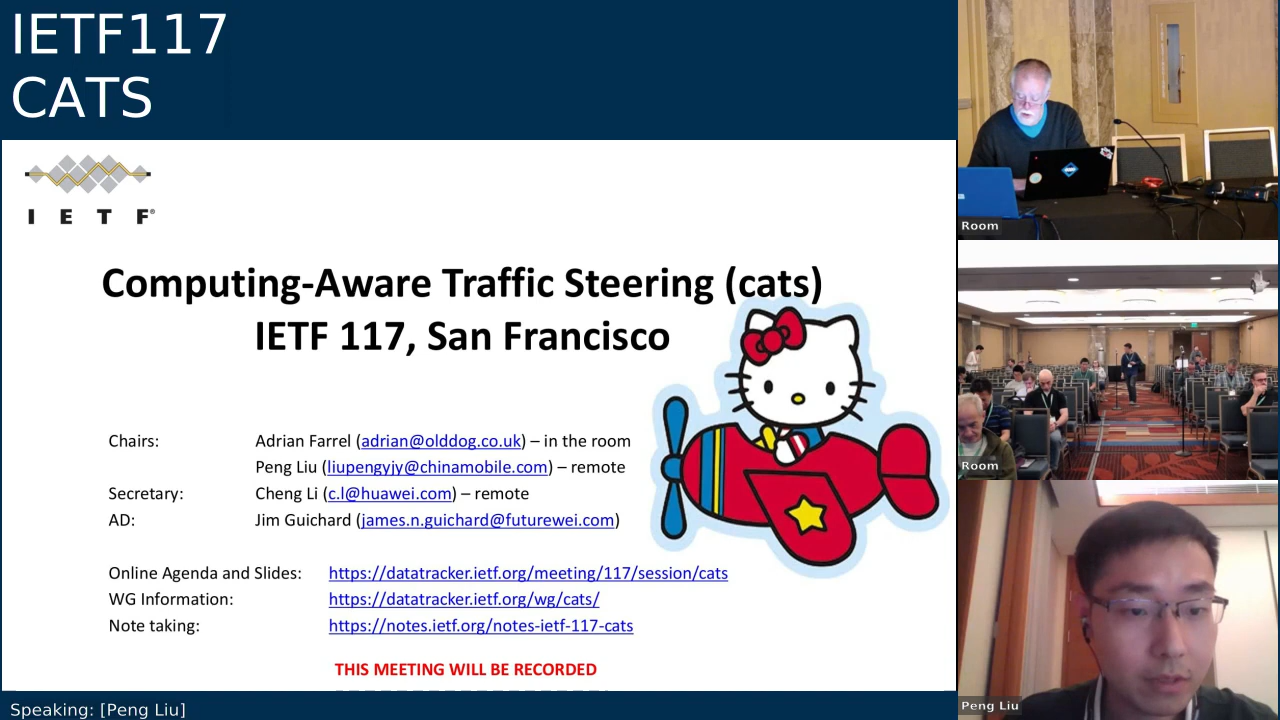 IETF117
CATS
I E T F®
Computing-Aware Traffic Steering (cats)
IETF 117, San Francisco
Chairs: Adrian Farrel (adrian@olddog.co.uk) – in the room
Peng Liu (liupengyjy@chinamobile.com) – remote
Secretary: Cheng Li (c.l@huawei.com) – remote
AD: Jim Guichard (james.n.guichard@futurewei.com)
Online Agenda and Slides: https://datatracker.ietf.org/meeting/117/session/cats
WG Information: https://datatracker.ietf.org/wg/cats/
Note taking: https://notes.ietf.org/notes-ietf-117-cats
THIS MEETING WILL BE RECORDED
Speaking: [Peng Liu]
Room
Room
Peng Liu